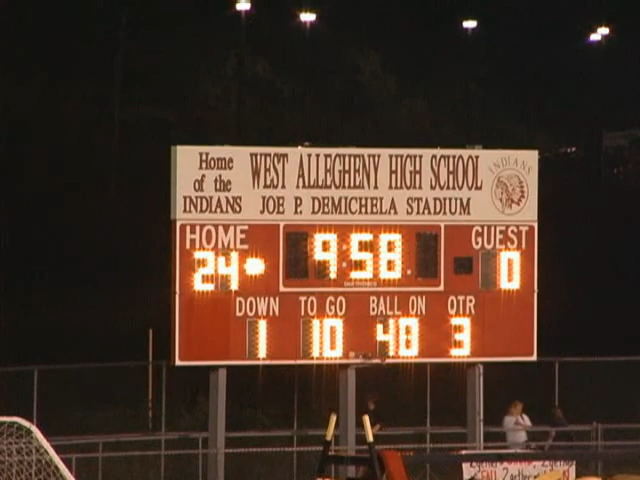 Home of the INDIANS
WEST ALLEGHENY HIGH SCHOOL
JOE P. DEMICHELA STADIUM
INDIANS
HOME
24
9:58
GUEST
0
DOWN TO GO BALL ON QTR
1 10 40 3